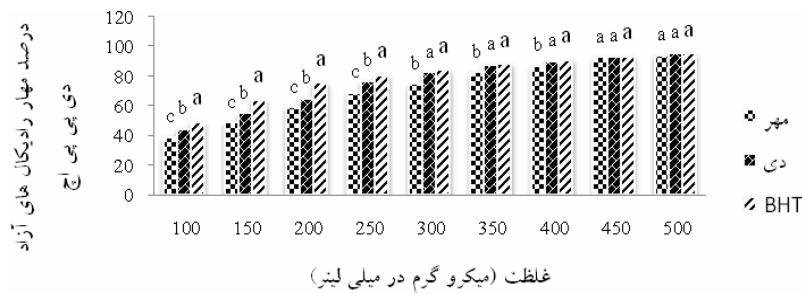 درصد مهار رادیکال های آزاد
دی پی پی اچ
120
100
80
60
40
20
0
c b a
c b a
c b a
c b a
b a a
b a a
b a a
a a a
a a a
100 150 200 250 300 350 400 450 500
غلظت (میکرو گرم در میلی لیتر)
مهر
دی
BHT